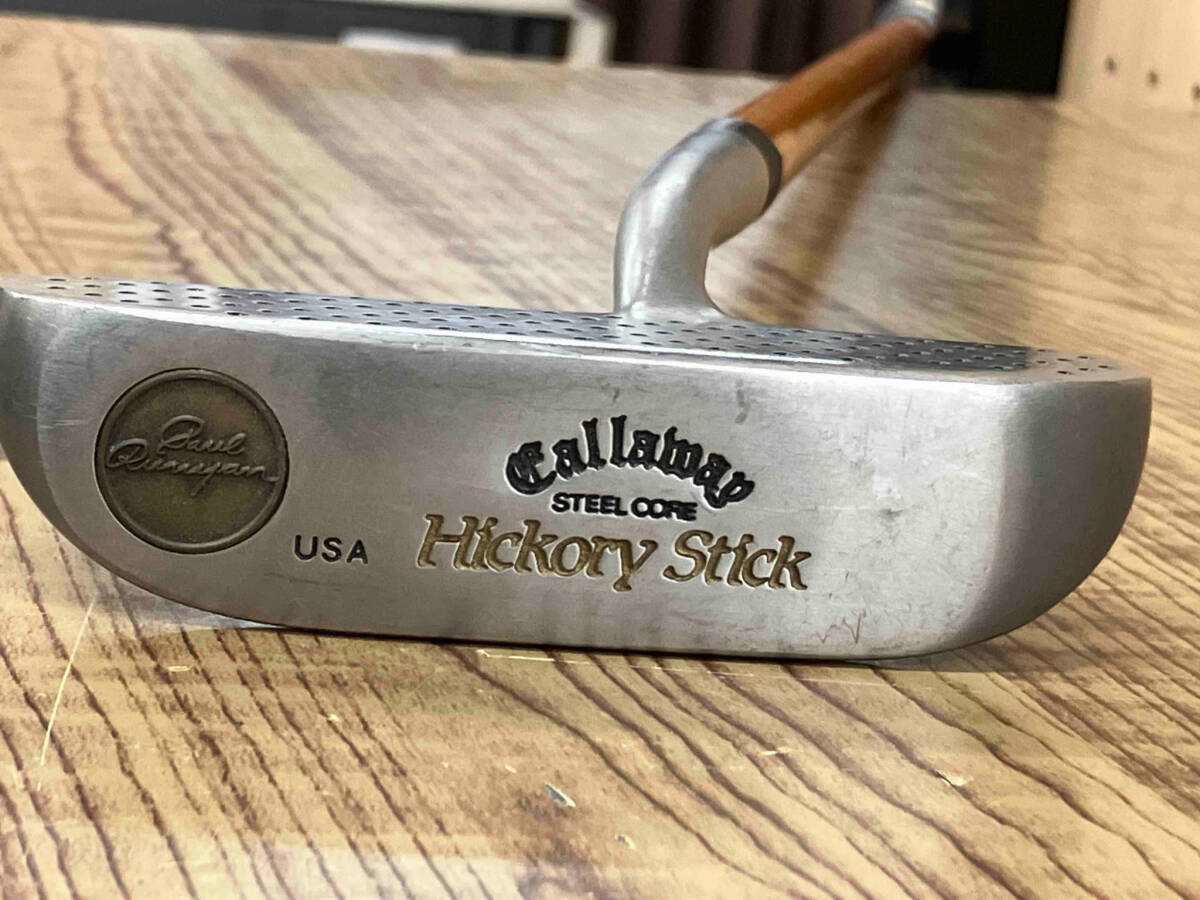 Paul
Runyan
USA
Callaway
STEEL CORE
Hickory Stick